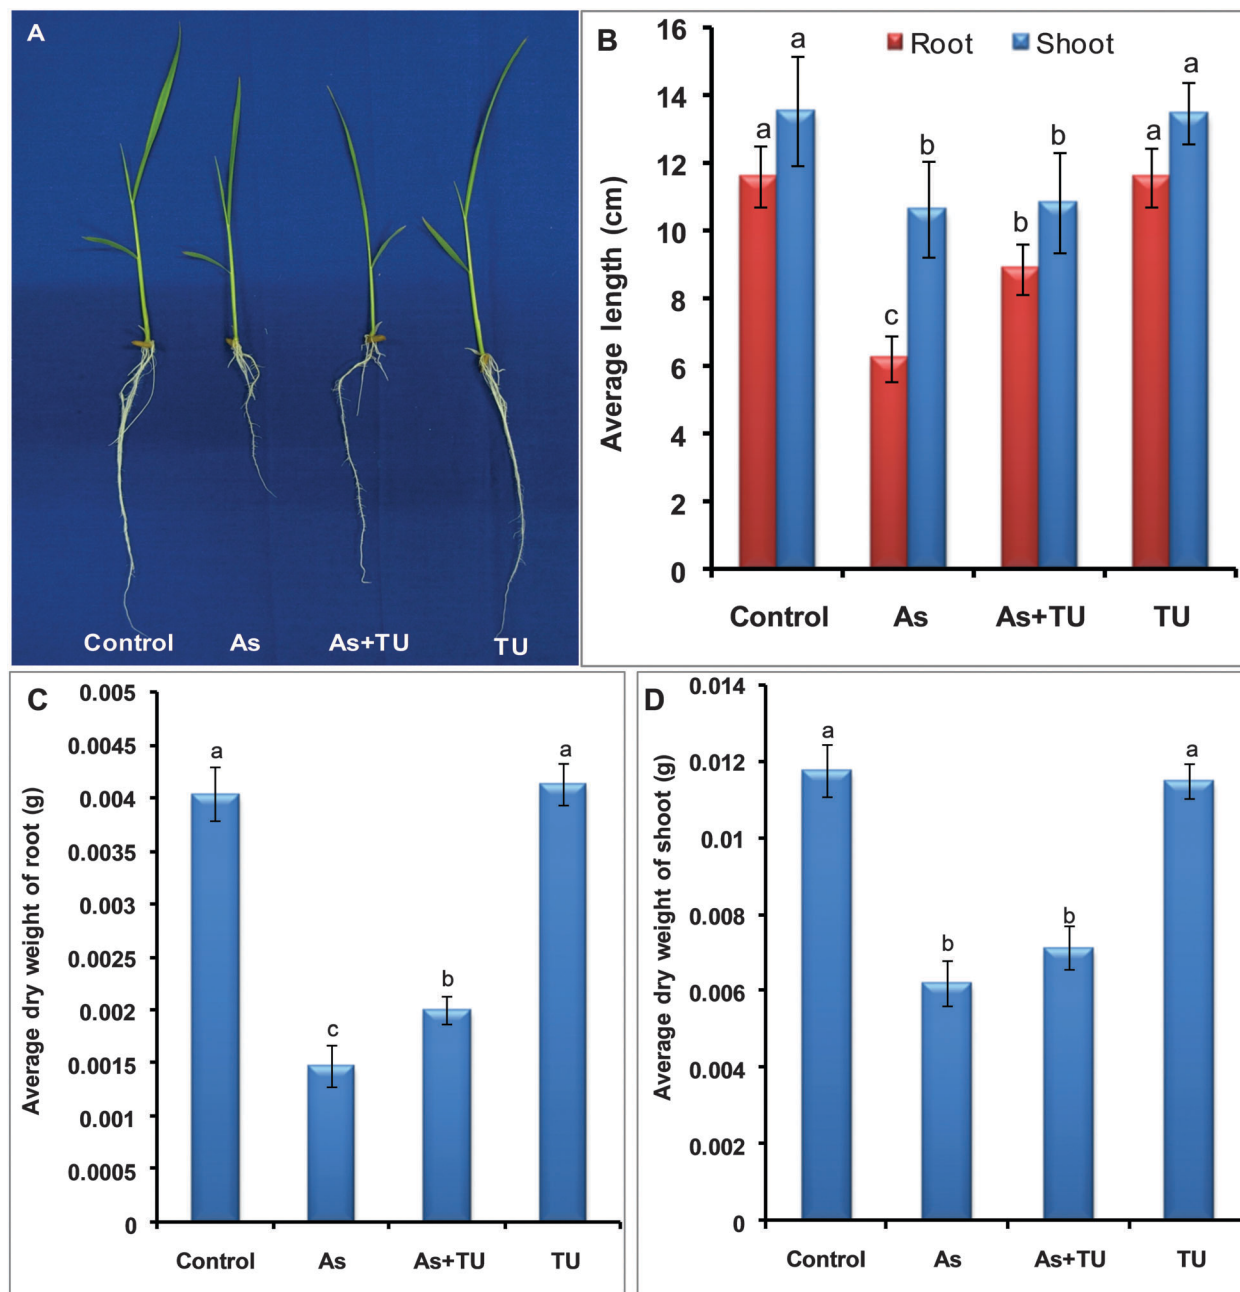 A
Control
As
As+TU
TU
B
Root
Shoot
Average length (cm)
16
14
12
10
8
6
4
2
0
a
a
c
b
b
b
a
a
Control
As
As+TU
TU
C
Average dry weight of root (g)
0.005
0.0045
0.004
0.0035
0.003
0.0025
0.002
0.0015
0.001
0.0005
0
a
c
b
a
Control
As
As+TU
TU
D
Average dry weight of shoot (g)
0.014
0.012
0.01
0.008
0.006
0.004
0.002
0
a
b
b
a
Control
As
As+TU
TU